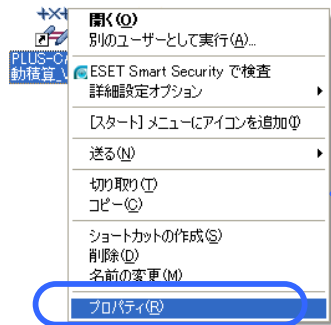 開く(O)
別のユーザーとして実行(A)...
PLUS-C
動積算_V
ESET Smart Security で検査
詳細設定オプション
[スタート] メニューにアイコンを追加(I)
送る(N)
切り取り(T)
コピー(C)
ショートカットの作成(S)
削除(D)
名前の変更(M)
プロパティ(R)